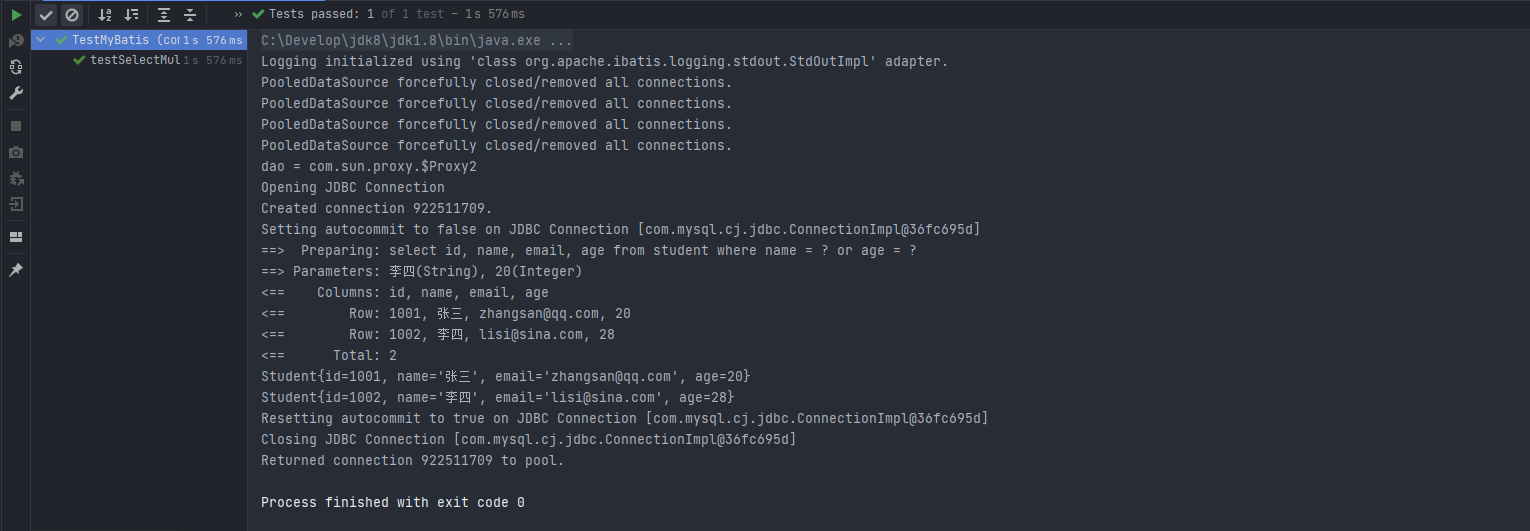 Tests passed: 1 of 1 test – 1 s 576 ms
TestMyBatis (con 1 s 576 ms
testSelectMul 1 s 576 ms
C:\Develop\jdk8\jdk1.8\bin\java.exe ...
Logging initialized using 'class org.apache.ibatis.logging.stdout.StdOutImpl' adapter.
PooledDataSource forcefully closed/removed all connections.
PooledDataSource forcefully closed/removed all connections.
PooledDataSource forcefully closed/removed all connections.
PooledDataSource forcefully closed/removed all connections.
dao = com.sun.proxy.$Proxy2
Opening JDBC Connection
Created connection 922511709.
Setting autocommit to false on JDBC Connection [com.mysql.cj.jdbc.ConnectionImpl@36fc695d]
==>  Preparing: select id, name, email, age from student where name = ? or age = ?
==> Parameters: 李四(String), 20(Integer)
<==    Columns: id, name, email, age
<==        Row: 1001, 张三, zhangsan@qq.com, 20
<==        Row: 1002, 李四, lisi@sina.com, 28
<==      Total: 2
Student{id=1001, name='张三', email='zhangsan@qq.com', age=20}
Student{id=1002, name='李四', email='lisi@sina.com', age=28}
Resetting autocommit to true on JDBC Connection [com.mysql.cj.jdbc.ConnectionImpl@36fc695d]
Closing JDBC Connection [com.mysql.cj.jdbc.ConnectionImpl@36fc695d]
Returned connection 922511709 to pool.
Process finished with exit code 0